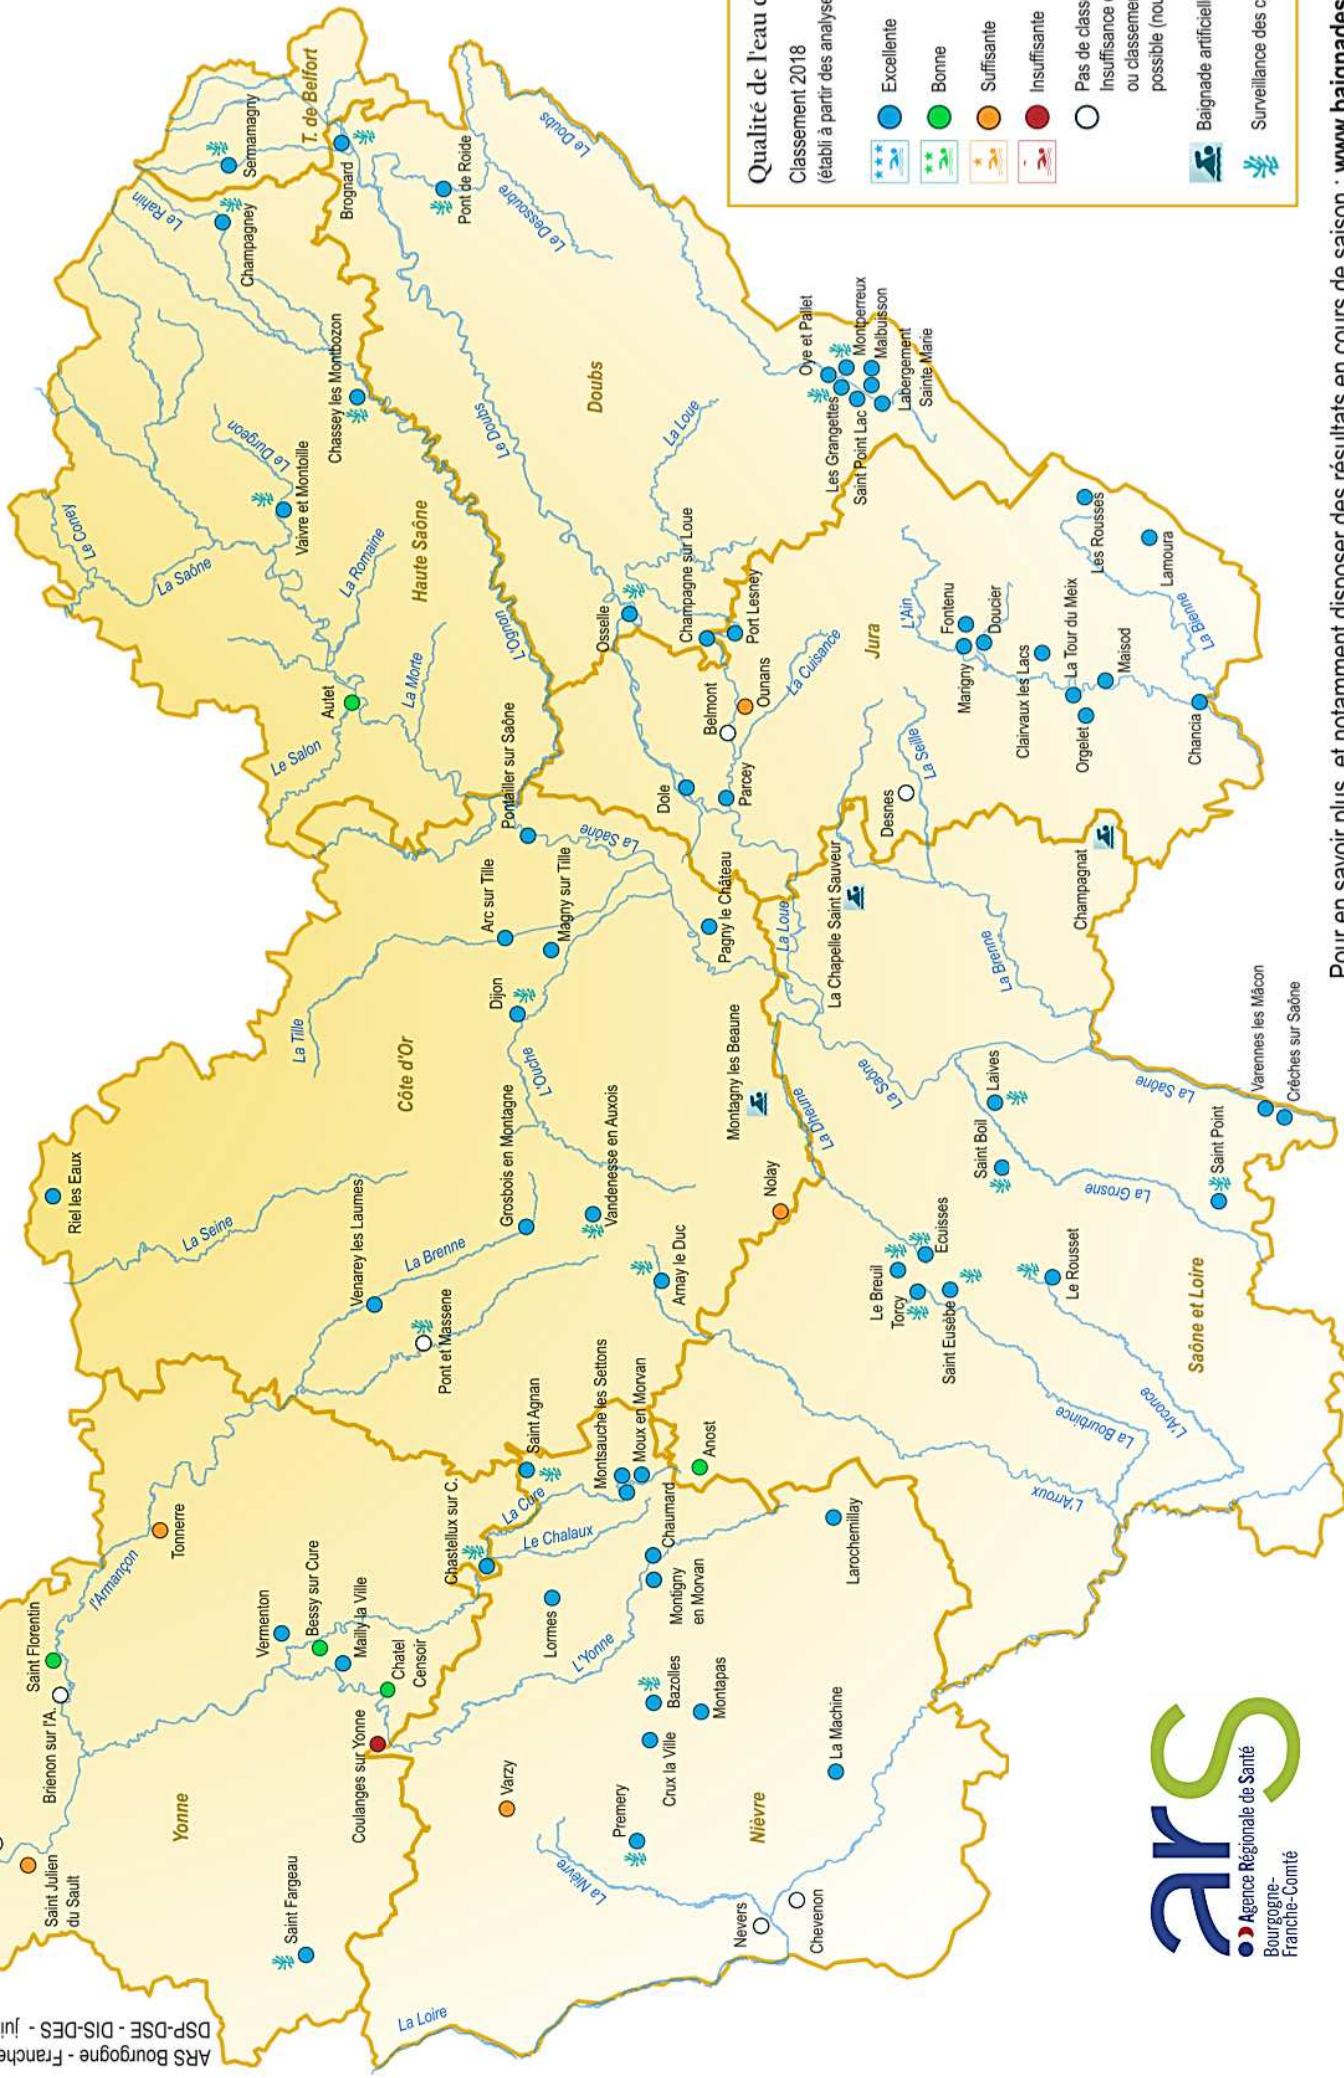 ARS Bourgogne - Franche
DSP-DSE - DIS-DES - jui
Saint Julien
du Sault
Brienon sur l'A.
Saint Florentin
l'Armançon
Tonnerre
Yonne
Vermenton
Bessy sur Cure
Mailly la Ville
Chatel
Censoir
Coulanges sur Yonne
Saint Fargeau
La Loire
Riel les Eaux
La Seine
La Tille
Côte d'Or
Venarey les Laumes
La Brenne
Pont et Massene
Grosbois en Montagne
L'Ouche
Dijon
Arc sur Tille
Magny sur Tille
Pontailler sur Saône
La Saône
Vandenesse en Auxois
Arnay le Duc
Pagny le Château
Montagny les Beaune
Nolay
La Dheune
Le Coney
La Saône
Le Durgeon
Vaivre et Montoille
La Romaine
Haute Saône
Autet
Le Salon
La Morte
L'Ognon
Chassey les Montbozon
Champagney
Le Rahin
Sermamagny
T. de Belfort
Brognard
Pont de Roide
Le Dessoubre
Le Doubs
Le Doubs
Doubs
La Loue
Osselle
Oye et Pallet
Les Grangettes
Montperreux
Saint Point Lac
Malbuisson
Labergement
Sainte Marie
Champagne sur Loue
Port Lesney
Belmont
Ounans
La Cuisance
Dole
Parcey
Jura
L'Ain
La Seille
Desnes
Marigny
Fontenu
Doucier
Clairvaux les Lacs
La Tour du Meix
Orgelet
Maisod
Les Rousses
Lamoura
La Bienne
Chancia
Chastellux sur C.
Saint Agnan
La Cure
Le Chalaux
Montsauche les Settons
Moux en Morvan
Chaumard
Montigny
en Morvan
Lormes
L'Yonne
Varzy
Bazolles
Montapas
Crux la Ville
Premery
La Nièvre
Nièvre
Nevers
Chevenon
La Machine
Larochemillay
Anost
La Loue
La Chapelle Saint Sauveur
La Brenne
Champagnat
La Saône
Laives
Saint Boil
La Grosne
La Saône
Saint Point
Varennes les Mâcon
Crêches sur Saône
Le Breuil
Ecuisses
Torcy
Saint Eusèbe
Le Rousset
Saône et Loire
La Bourbince
L'Arconce
L'Arroux
Qualité de l'eau d
Classement 2018
(établi à partir des analyse
Excellente
Bonne
Suffisante
Insuffisante
Pas de class
Insuffisance
ou classemen
possible (nou
Baignade artificiell
Surveillance des c
ars
Agence Régionale de Santé
Bourgogne-
Franche-Comté
Pour en savoir plus, et notamment disposer des résultats en cours de saison : www.baignades